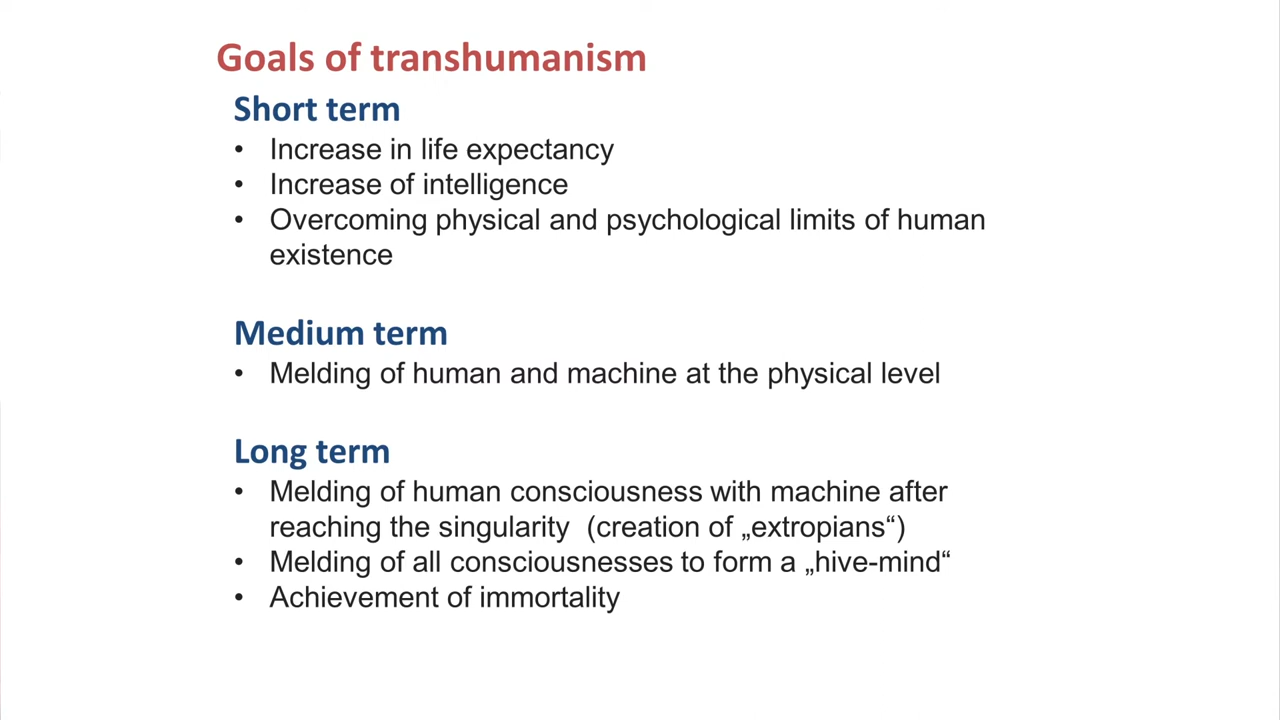 Goals of transhumanism
Short term
• Increase in life expectancy
• Increase of intelligence
• Overcoming physical and psychological limits of human
existence
Medium term
• Melding of human and machine at the physical level
Long term
• Melding of human consciousness with machine after
reaching the singularity  (creation of „extropians“)
• Melding of all consciousnesses to form a „hive-mind“
• Achievement of immortality